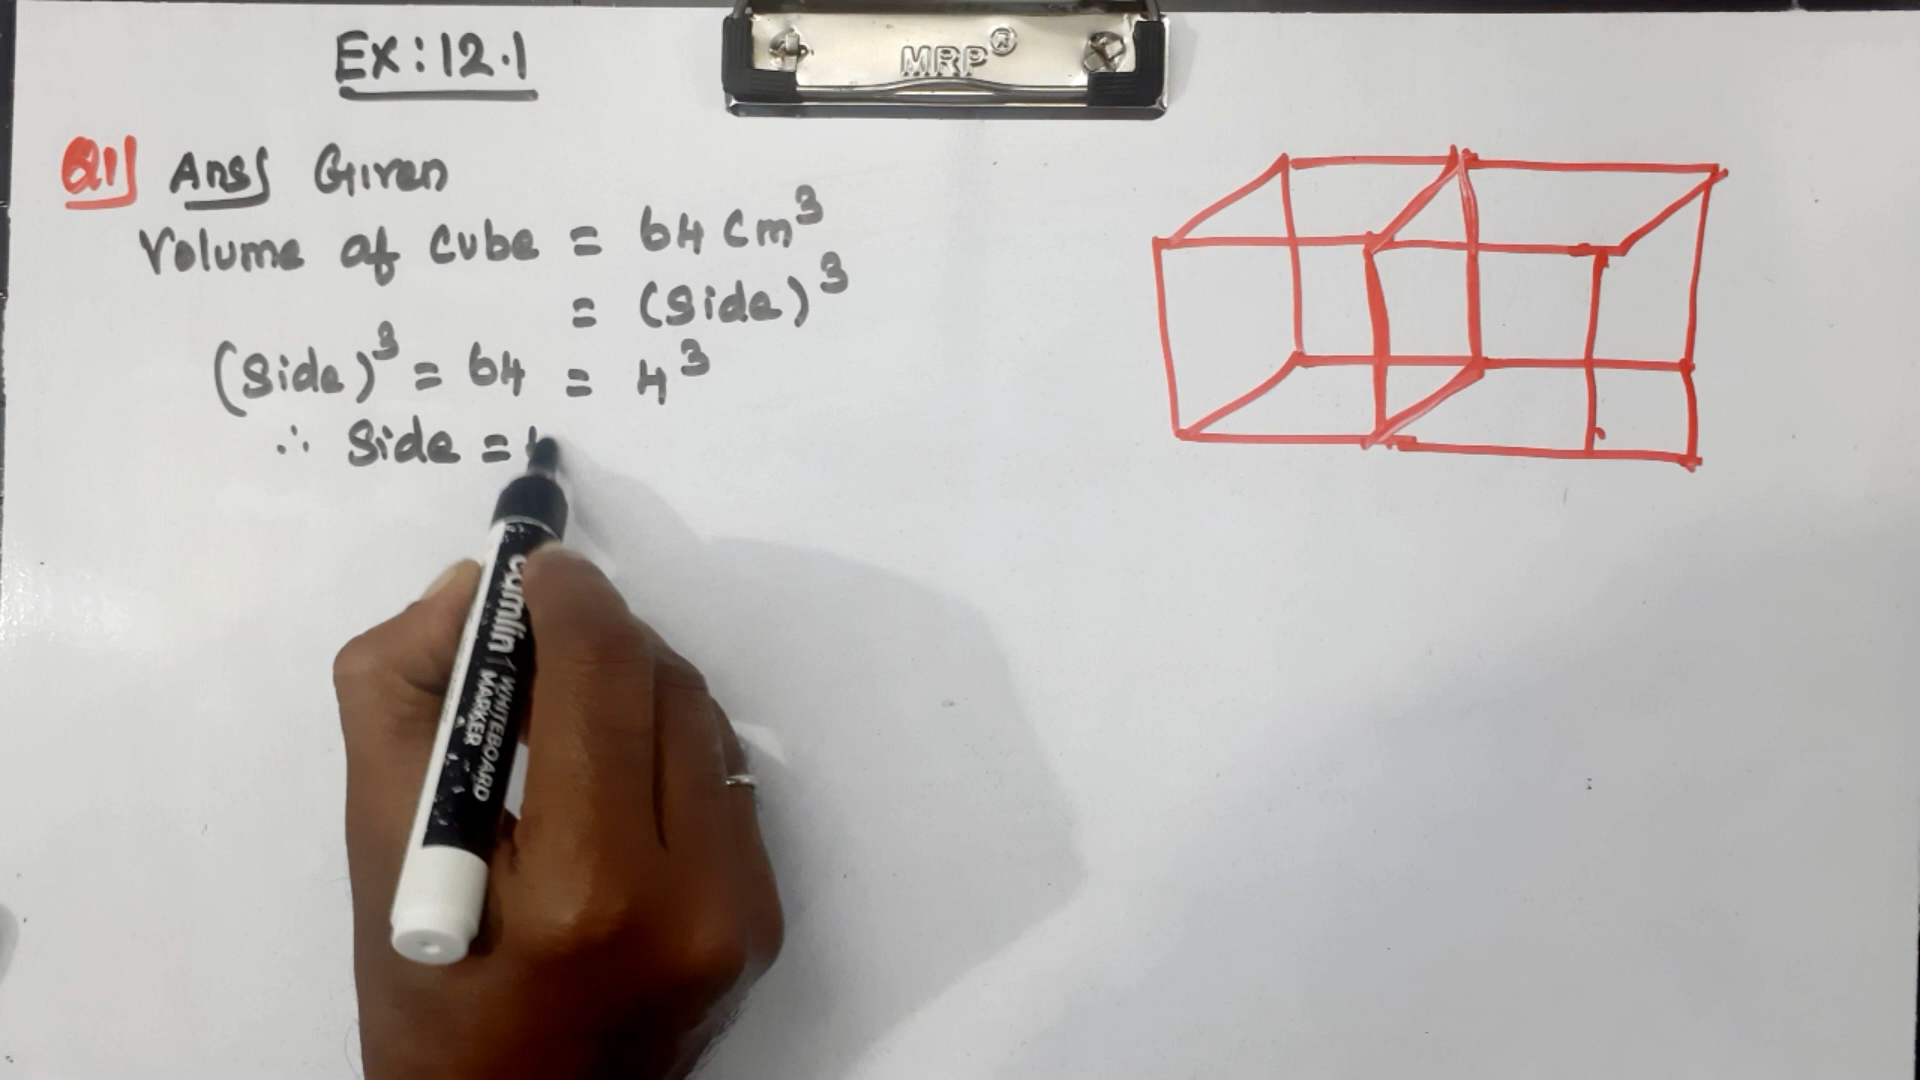 MRP®
Ex: 12.1
Q1] Ans] Given
Volume of cube = 64 cm³
= (side)³
(side)³ = 64 = 4³
∴ side =
camlin WHITEBOARD MARKER